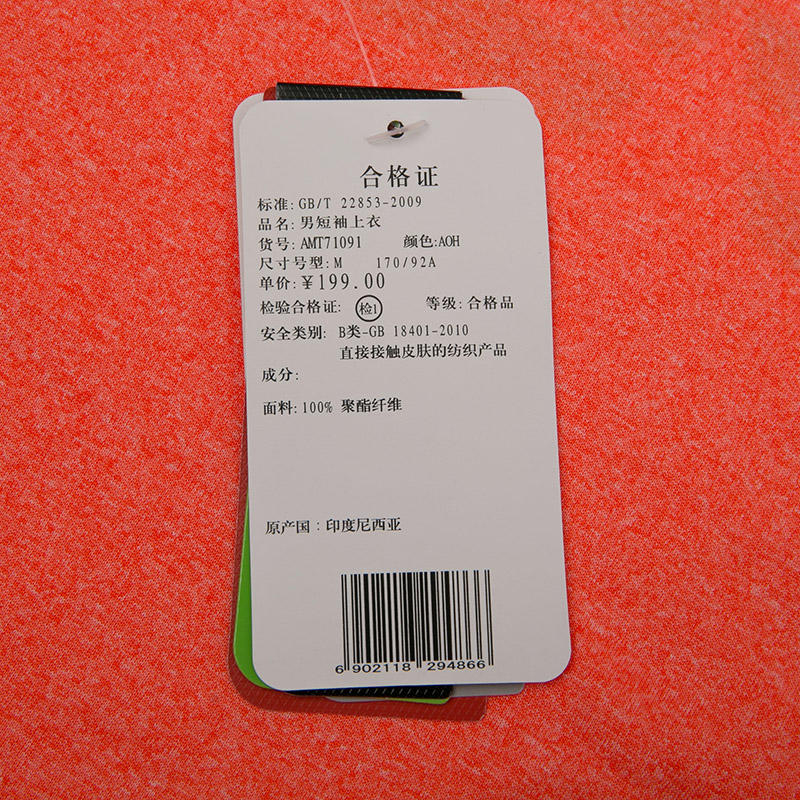 合格证
标准:GB/T 22853-2009
品名:男短袖上衣
货号:AMT71091 颜色:AOH
尺寸号型:M 170/92A
单价:¥199.00
检验合格证: 检1 等级:合格品
安全类别: B类-GB 18401-2010
直接接触皮肤的纺织产品
成分:
面料:100% 聚酯纤维
原产国:印度尼西亚
6 902118 294866